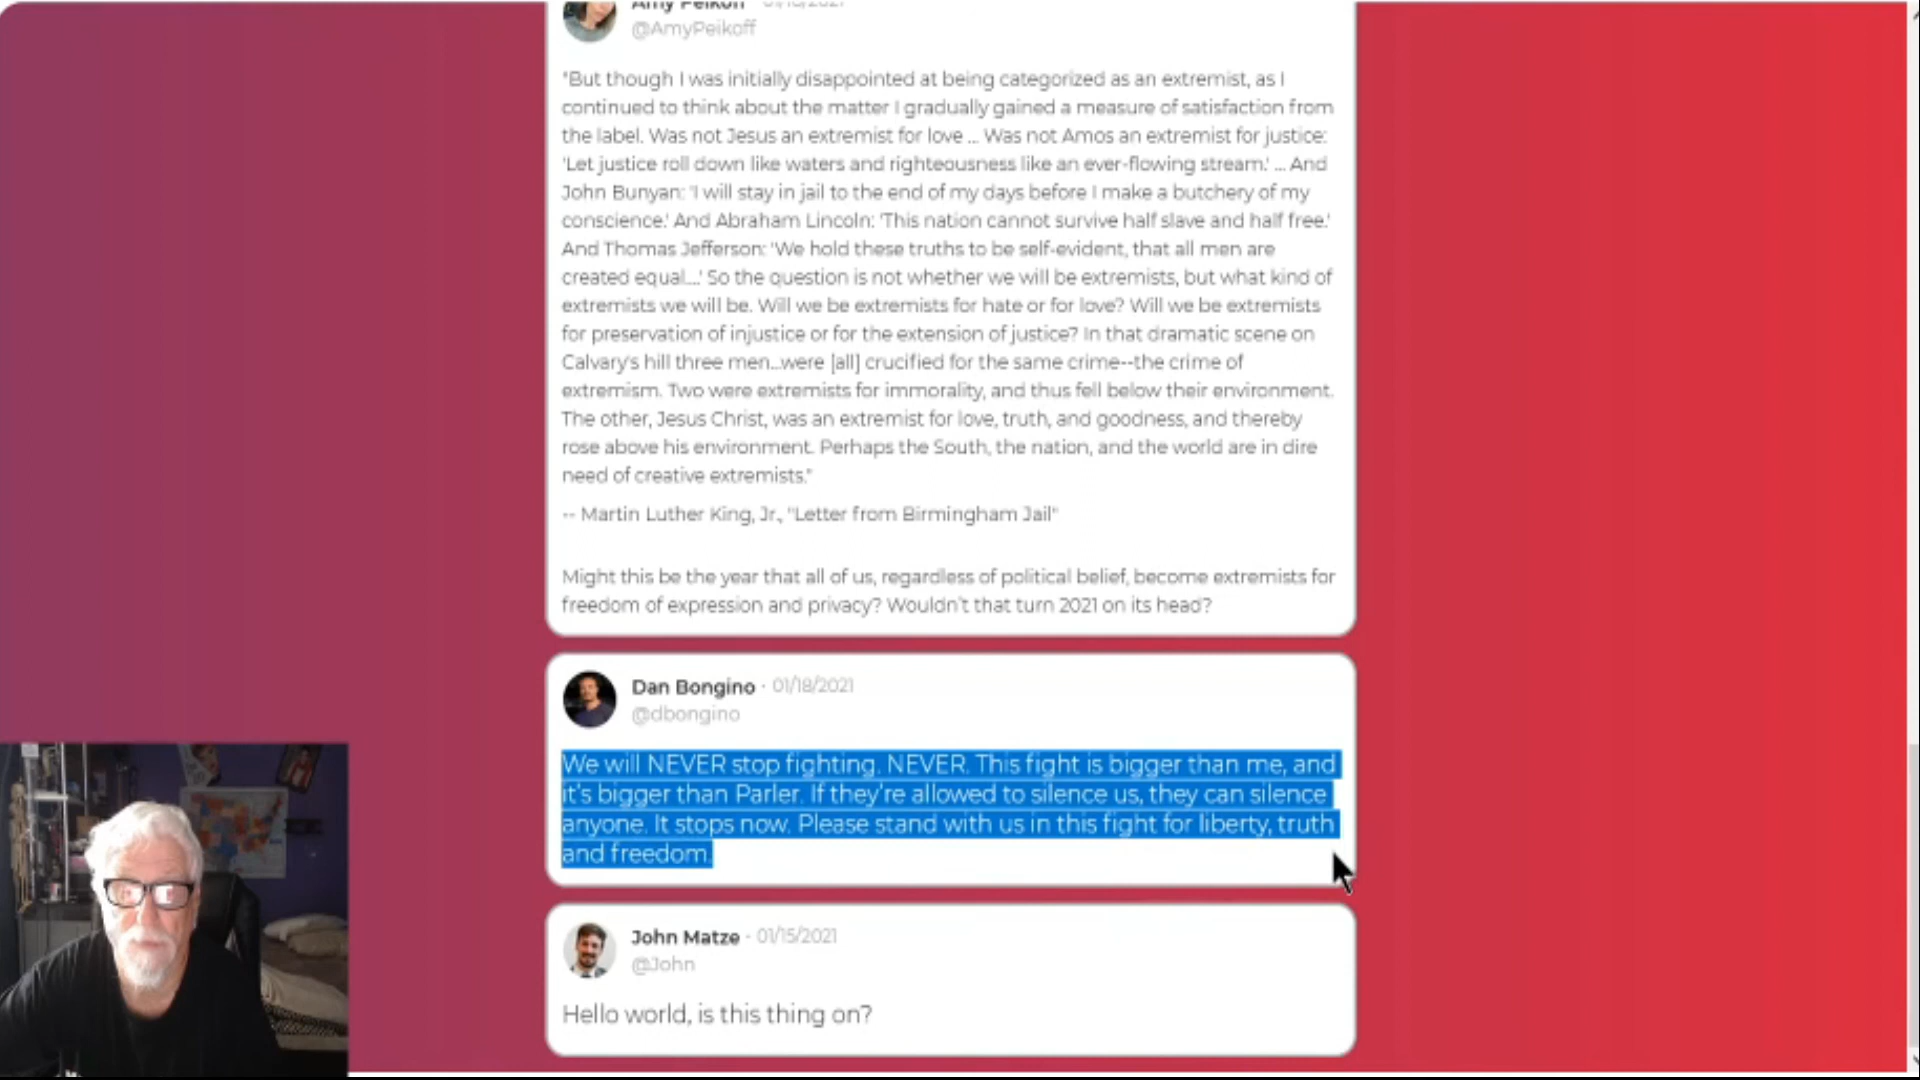 Amy Peikoff · 01/18/2021
@AmyPeikoff
"But though I was initially disappointed at being categorized as an extremist, as I
continued to think about the matter I gradually gained a measure of satisfaction from
the label. Was not Jesus an extremist for love ... Was not Amos an extremist for justice:
'Let justice roll down like waters and righteousness like an ever-flowing stream.' ... And
John Bunyan: 'I will stay in jail to the end of my days before I make a butchery of my
conscience.' And Abraham Lincoln: 'This nation cannot survive half slave and half free.'
And Thomas Jefferson: 'We hold these truths to be self-evident, that all men are
created equal....' So the question is not whether we will be extremists, but what kind of
extremists we will be. Will we be extremists for hate or for love? Will we be extremists
for preservation of injustice or for the extension of justice? In that dramatic scene on
Calvary's hill three men...were [all] crucified for the same crime--the crime of
extremism. Two were extremists for immorality, and thus fell below their environment.
The other, Jesus Christ, was an extremist for love, truth, and goodness, and thereby
rose above his environment. Perhaps the South, the nation, and the world are in dire
need of creative extremists."
-- Martin Luther King, Jr., "Letter from Birmingham Jail"
Might this be the year that all of us, regardless of political belief, become extremists for
freedom of expression and privacy? Wouldn't that turn 2021 on its head?
Dan Bongino · 01/18/2021
@dbongino
We will NEVER stop fighting. NEVER. This fight is bigger than me, and
it's bigger than Parler. If they're allowed to silence us, they can silence
anyone. It stops now. Please stand with us in this fight for liberty, truth
and freedom.
John Matze · 01/15/2021
@John
Hello world, is this thing on?